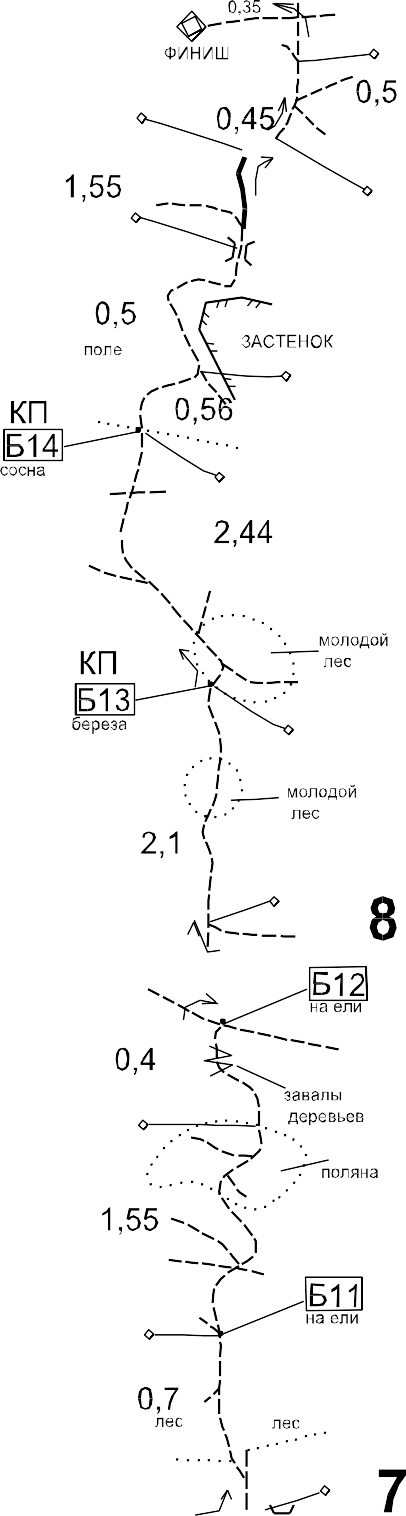 0,35
ФИНИШ
0,5
0,45
1,55
0,5
поле
ЗАСТЕНОК
0,56
КП
Б14
сосна
2,44
молодой
лес
КП
Б13
береза
молодой
лес
2,1
8
Б12
на ели
0,4
завалы
деревьев
поляна
1,55
Б11
на ели
0,7
лес
лес
7